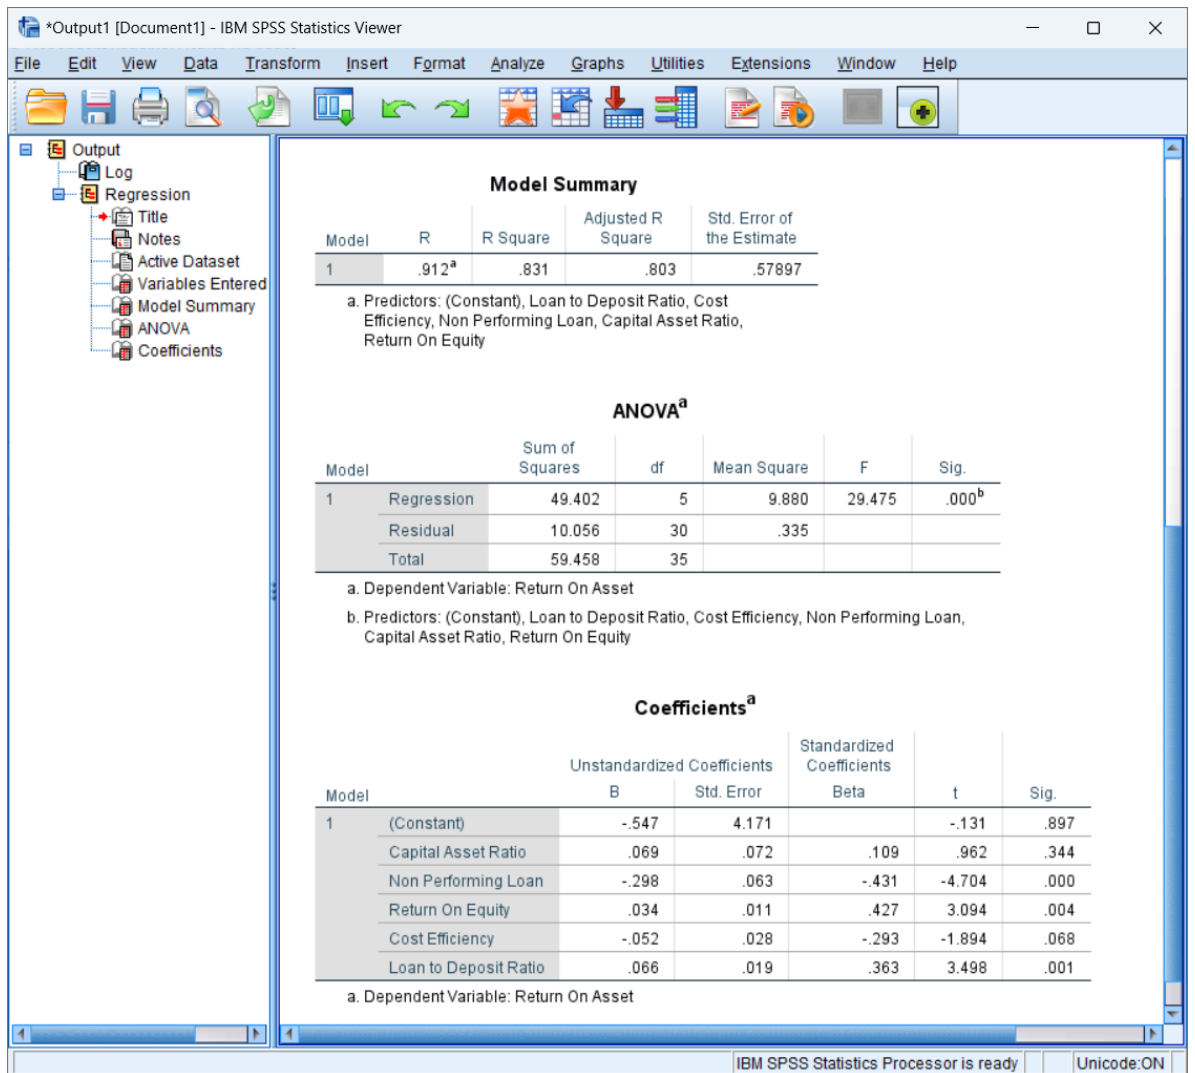 *Output1 [Document1] - IBM SPSS Statistics Viewer
File Edit View Data Transform Insert Format Analyze Graphs Utilities Extensions Window Help
Output
Log
Regression
Title
Notes
Active Dataset
Variables Entered
Model Summary
ANOVA
Coefficients
Model Summary
Model R R Square Adjusted R Square Std. Error of the Estimate
1 .912a .831 .803 .57897
a. Predictors: (Constant), Loan to Deposit Ratio, Cost
Efficiency, Non Performing Loan, Capital Asset Ratio,
Return On Equity
ANOVAa
Model Sum of Squares df Mean Square F Sig.
1 Regression 49.402 5 9.880 29.475 .000b
Residual 10.056 30 .335
Total 59.458 35
a. Dependent Variable: Return On Asset
b. Predictors: (Constant), Loan to Deposit Ratio, Cost Efficiency, Non Performing Loan,
Capital Asset Ratio, Return On Equity
Coefficientsa
Unstandardized Coefficients Standardized Coefficients
Model B Std. Error Beta t Sig.
1 (Constant) -.547 4.171 -.131 .897
Capital Asset Ratio .069 .072 .109 .962 .344
Non Performing Loan -.298 .063 -.431 -4.704 .000
Return On Equity .034 .011 .427 3.094 .004
Cost Efficiency -.052 .028 -.293 -1.894 .068
Loan to Deposit Ratio .066 .019 .363 3.498 .001
a. Dependent Variable: Return On Asset
IBM SPSS Statistics Processor is ready Unicode:ON